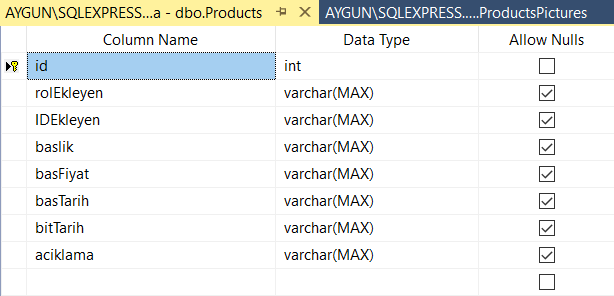 AYGUN\SQLEXPRESS...a - dbo.Products AYGUN\SQLEXPRESS.....ProductsPictures
Column Name Data Type Allow Nulls
id int
rolEkleyen varchar(MAX)
IDEkleyen varchar(MAX)
baslik varchar(MAX)
basFiyat varchar(MAX)
basTarih varchar(MAX)
bitTarih varchar(MAX)
aciklama varchar(MAX)